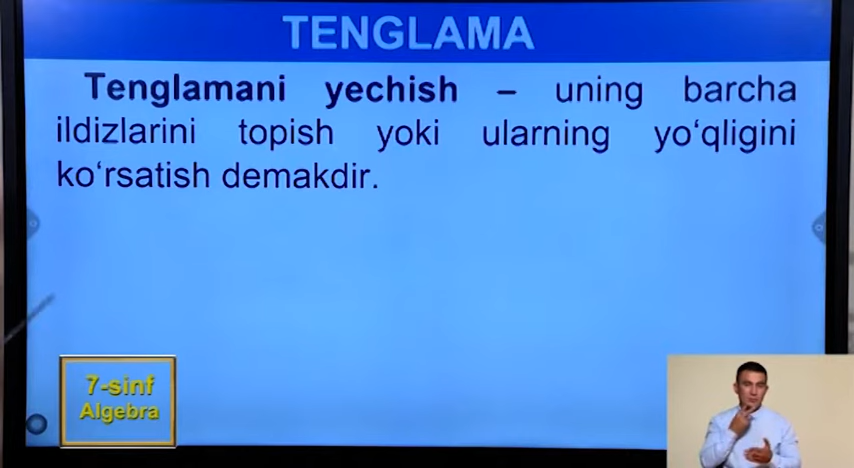 TENGLAMA
Tenglamani yechish – uning barcha
ildizlarini topish yoki ularning yo‘qligini
ko‘rsatish demakdir.
7-sinf
Algebra